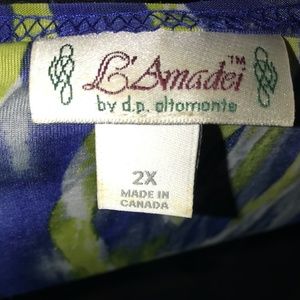 L'Amadei™
by d.p. altomonte
2X
MADE IN
CANADA